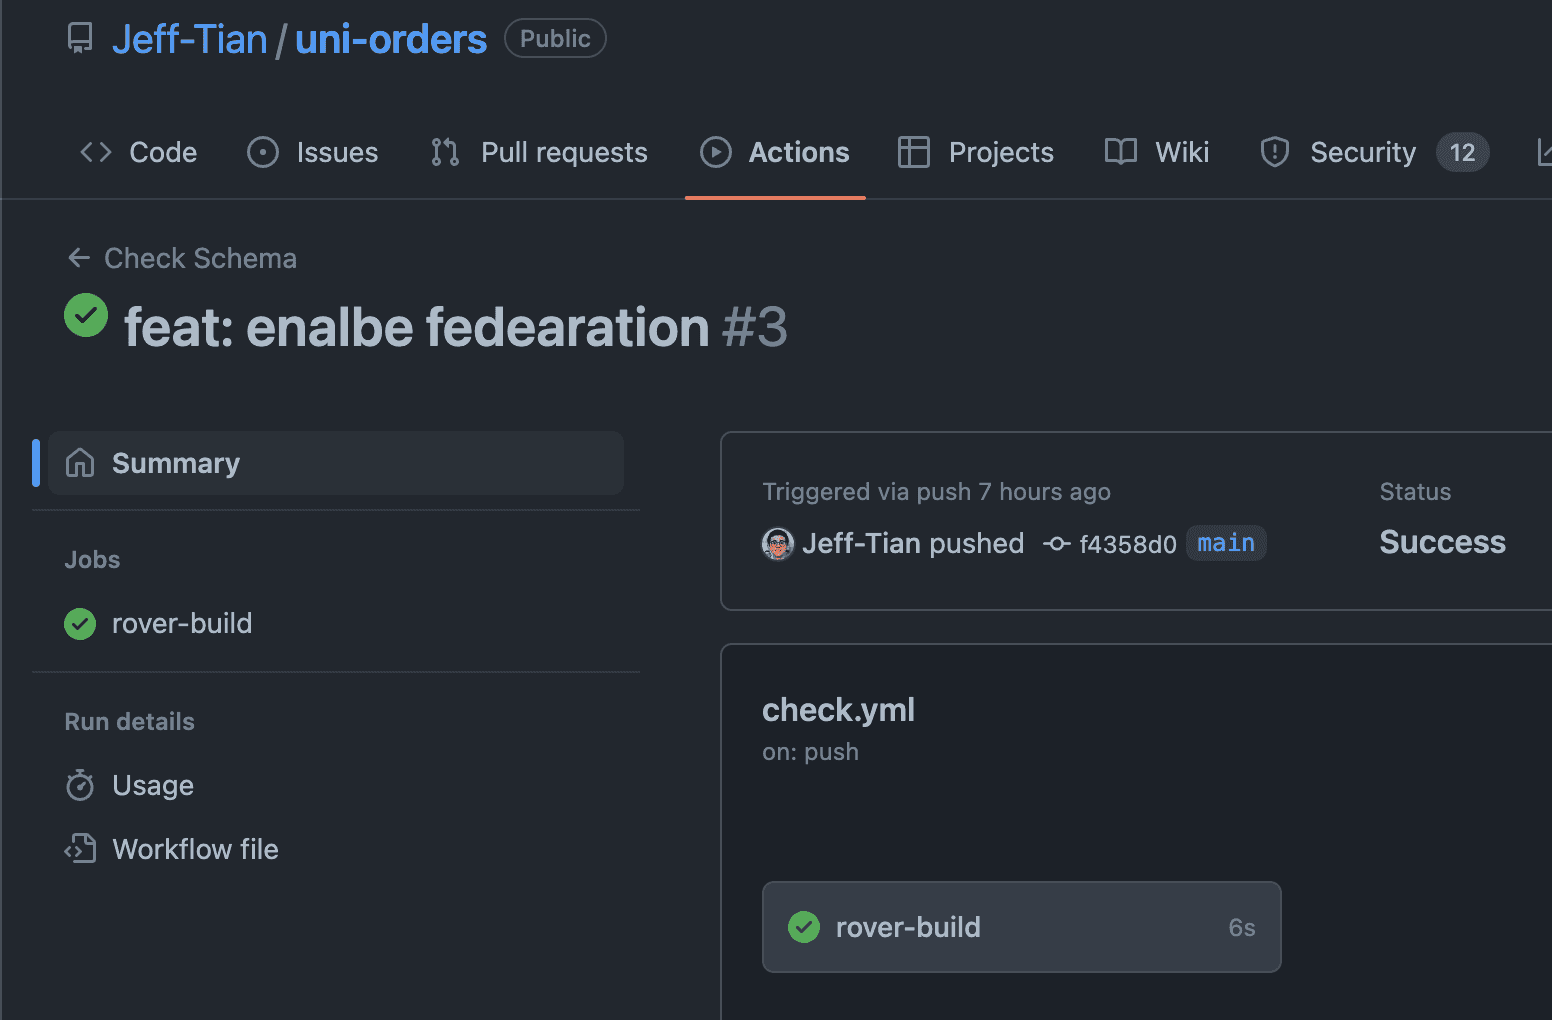 Jeff-Tian / uni-orders Public
Code Issues Pull requests Actions Projects Wiki Security 12
← Check Schema
feat: enalbe fedearation #3
Summary
Jobs
rover-build
Run details
Usage
Workflow file
Triggered via push 7 hours ago
Jeff-Tian pushed f4358d0 main
Status
Success
check.yml
on: push
rover-build 6s